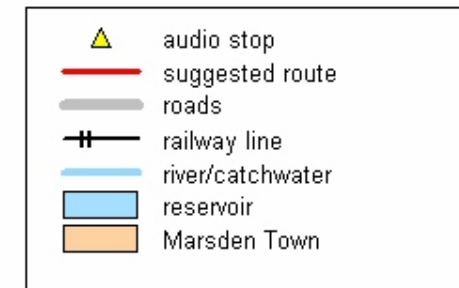 audio stop
suggested route
roads
railway line
river/catchwater
reservoir
Marsden Town